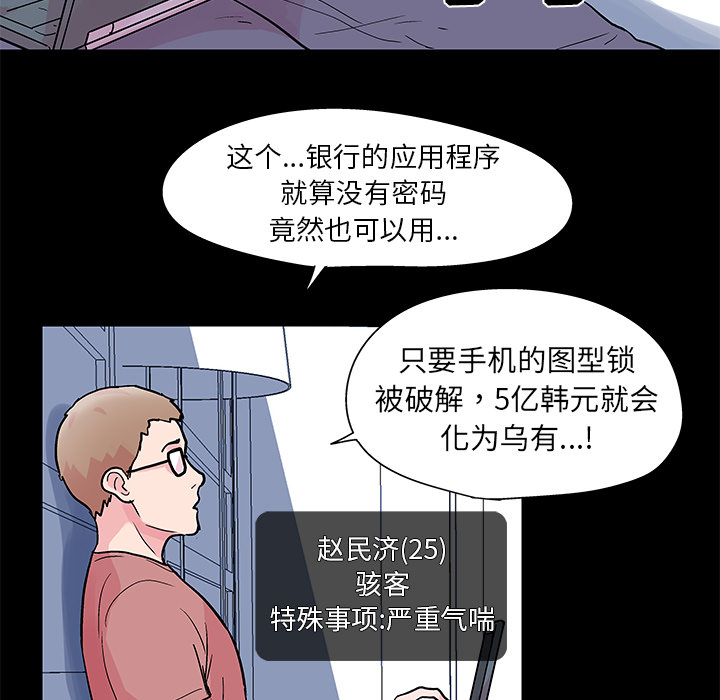 这个...银行的应用程序
就算没有密码
竟然也可以用...
只要手机的图型锁
被破解，5亿韩元就会
化为乌有...!
赵民济(25)
骇客
特殊事项:严重气喘